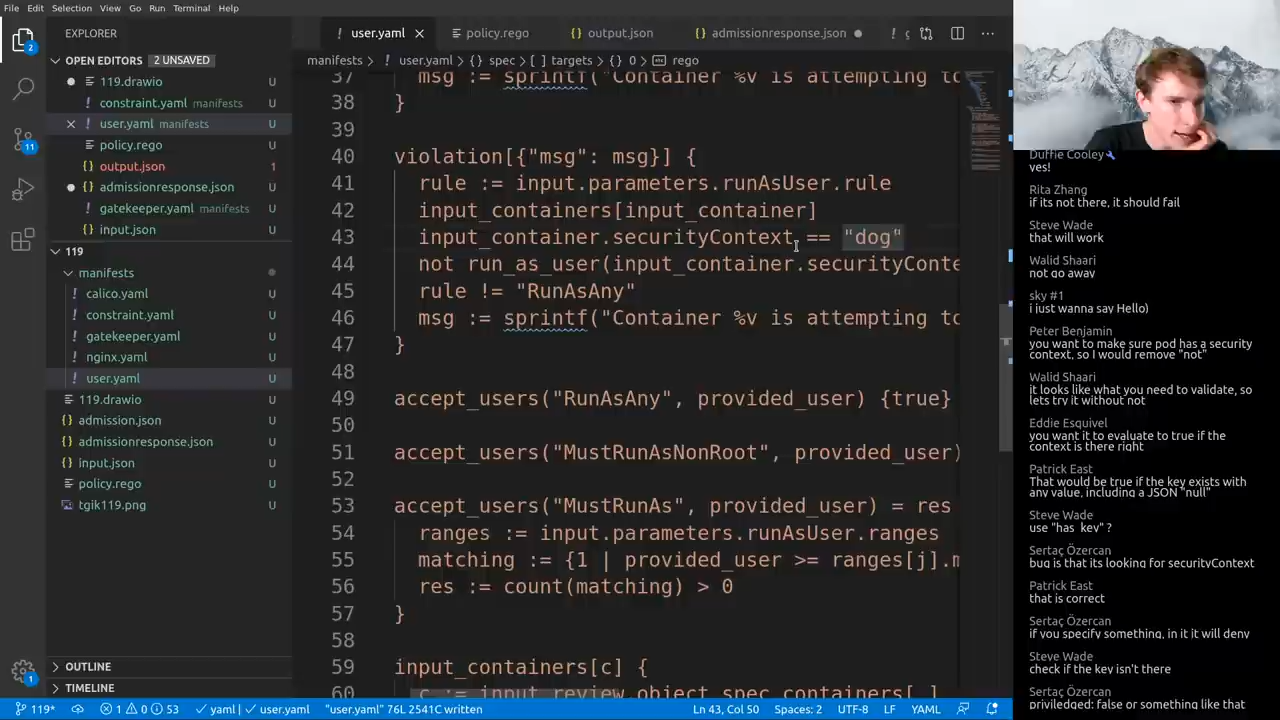 File Edit Selection View Go Run Terminal Help
EXPLORER
user.yaml
policy.rego
output.json
admissionresponse.json
manifests > user.yaml > {} spec > [ ] targets > {} 0 > rego
OPEN EDITORS 2 UNSAVED
119.drawio
constraint.yaml manifests U
user.yaml manifests U
policy.rego U
output.json U
admissionresponse.json U
gatekeeper.yaml manifests U
input.json U
119
manifests
calico.yaml U
constraint.yaml U
gatekeeper.yaml U
nginx.yaml U
user.yaml U
119.drawio U
admission.json U
admissionresponse.json U
input.json U
policy.rego U
tgik119.png U
OUTLINE
TIMELINE
37 msg := sprintf("Container %v is attempting to
38 }
39
40 violation[{"msg": msg}] {
41 rule := input.parameters.runAsUser.rule
42 input_containers[input_container]
43 input_container.securityContext == "dog"
44 not run_as_user(input_container.securityConte
45 rule != "RunAsAny"
46 msg := sprintf("Container %v is attempting to
47 }
48
49 accept_users("RunAsAny", provided_user) {true}
50
51 accept_users("MustRunAsNonRoot", provided_user)
52
53 accept_users("MustRunAs", provided_user) = res
54 ranges := input.parameters.runAsUser.ranges
55 matching := {1 | provided_user >= ranges[j].m
56 res := count(matching) > 0
57 }
58
59 input_containers[c] {
60 c := input.review.object.spec.containers[_]
119* 1 0 53 yaml | user.yaml "user.yaml" 76L 2541C written Ln 43, Col 50 Spaces: 2 UTF-8 LF YAML
Duffie Cooley
yes!
Rita Zhang
if its not there, it should fail
Steve Wade
that will work
Walid Shaari
not go away
sky #1
i just wanna say Hello)
Peter Benjamin
you want to make sure pod has a security
context, so I would remove "not"
Walid Shaari
it looks like what you need to validate, so
lets try it without not
Eddie Esquivel
you want it to evaluate to true if the
context is there right
Patrick East
That would be true if the key exists with
any value, including a JSON "null"
Steve Wade
use "has_key" ?
Sertaç Özercan
bug is that its looking for securityContext
Patrick East
that is correct
Sertaç Özercan
if you specify something, in it it will deny
Steve Wade
check if the key isn't there
Sertaç Özercan
priviledged: false or something like that